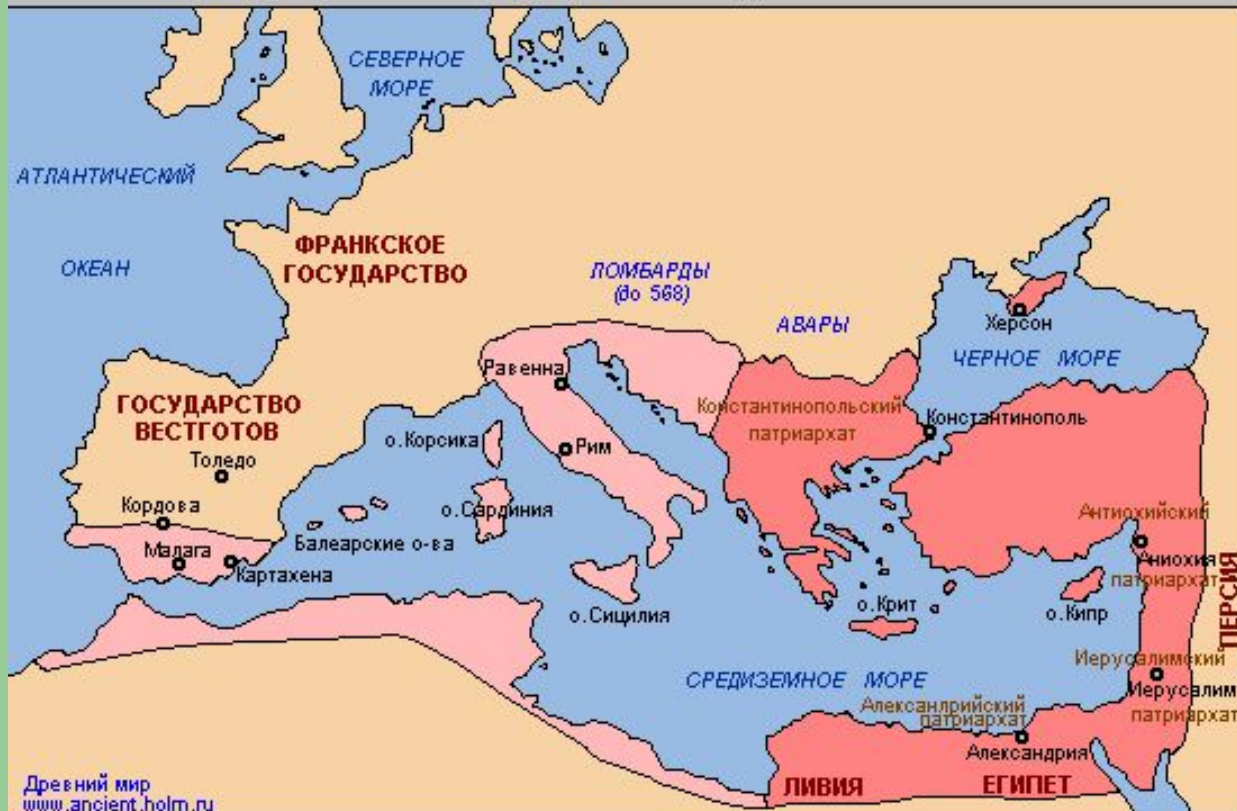 СЕВЕРНОЕ
МОРЕ
АТЛАНТИЧЕСКИЙ
ОКЕАН
ФРАНКСКОЕ
ГОСУДАРСТВО
ЛОМБАРДЫ
(до 568)
АВАРЫ
Херсон
ЧЕРНОЕ МОРЕ
ГОСУДАРСТВО
ВЕСТГОТОВ
Толедо
Кордова
Малага
Картахена
Балеарские о-ва
о.Корсика
о.Сардиния
Равенна
Рим
о.Сицилия
Константинопольский
патриархат
Константинополь
Антиохийский
Аниохия
патриархат
ПЕРСИЯ
о.Крит
о.Кипр
СРЕДИЗЕМНОЕ МОРЕ
Иерусалимский
Иерусалим
патриархат
Алексанлрийский
патриархат
Александрия
ЛИВИЯ
ЕГИПЕТ
Древний мир
www.ancient.holm.ru